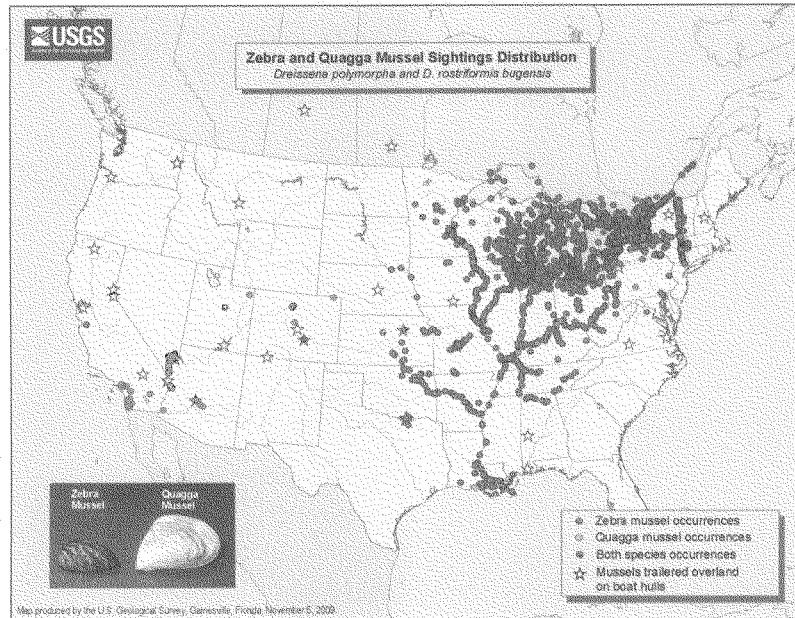 USGS
Zebra and Quagga Mussel Sightings Distribution
Dreissena polymorpha and D. rostriformis bugensis
Zebra
Mussel
Quagga
Mussel
Zebra mussel occurrences
Quagga mussel occurrences
Both species occurrences
Mussels trailered overland
on boat hulls
Map produced by the U.S. Geological Survey, Gainesville, Florida, November 5, 2009